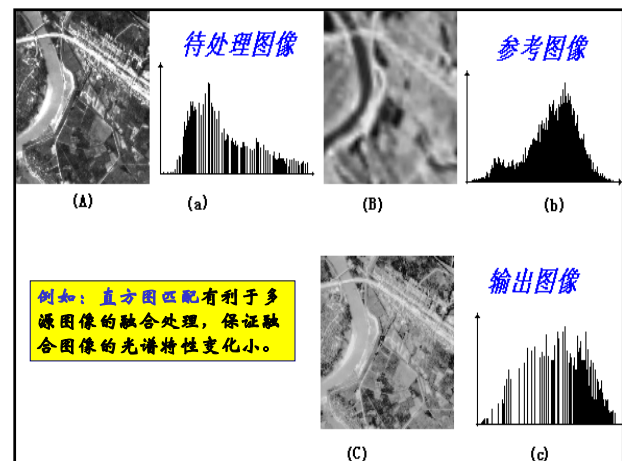 待处理图像
参考图像
(A)
(a)
(B)
(b)
例如：直方图匹配有利于多
源图像的融合处理，保证融
合图像的光谱特性变化小。
输出图像
(C)
(c)